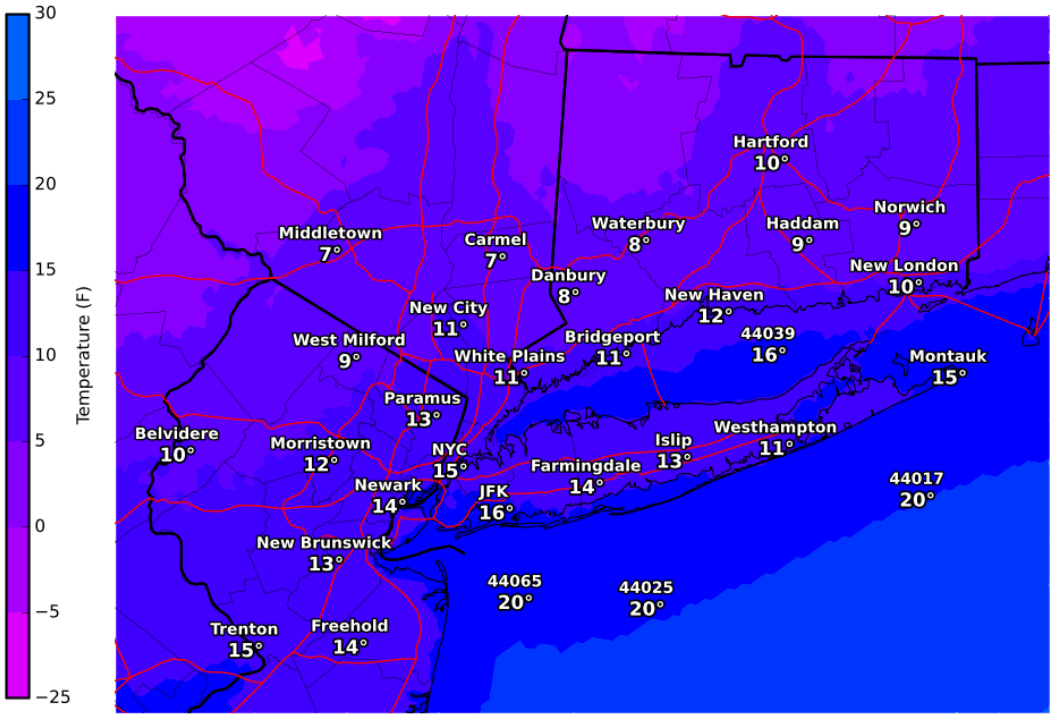 30
25
20
15
10
5
0
−5
−25
Temperature (F)
Hartford
10°
Norwich
9°
Waterbury
8°
Haddam
9°
Middletown
7°
Carmel
7°
Danbury
8°
New London
10°
New Haven
12°
New City
11°
Bridgeport
11°
44039
16°
West Milford
9°
White Plains
11°
Montauk
15°
Paramus
13°
Belvidere
10°
Morristown
12°
NYC
15°
Islip
13°
Westhampton
11°
Farmingdale
14°
Newark
14°
JFK
16°
44017
20°
New Brunswick
13°
44065
20°
44025
20°
Trenton
15°
Freehold
14°